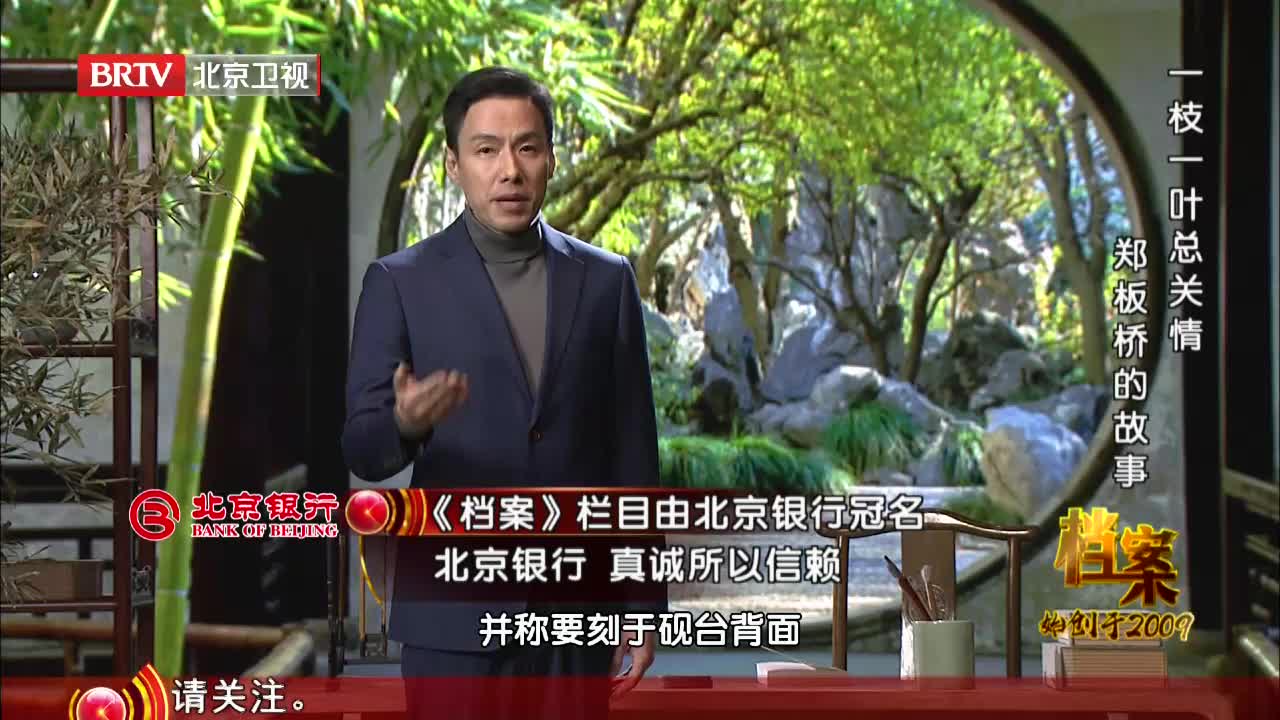 BRTV 北京卫视
一枝一叶总关情
郑板桥的故事
北京银行
BANK OF BEIJING
《档案》栏目由北京银行冠名
北京银行 真诚所以信赖
档案
始创于2009
并称要刻于砚台背面
请关注。